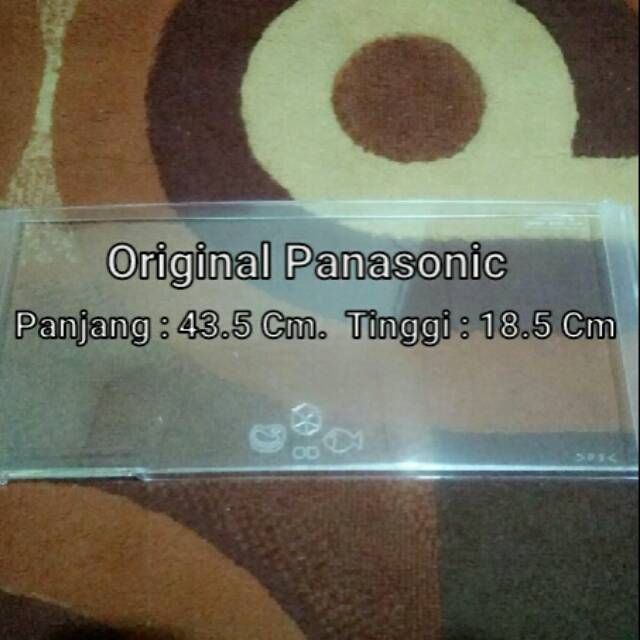 Original Panasonic
Panjang : 43.5 Cm. Tinggi : 18.5 Cm